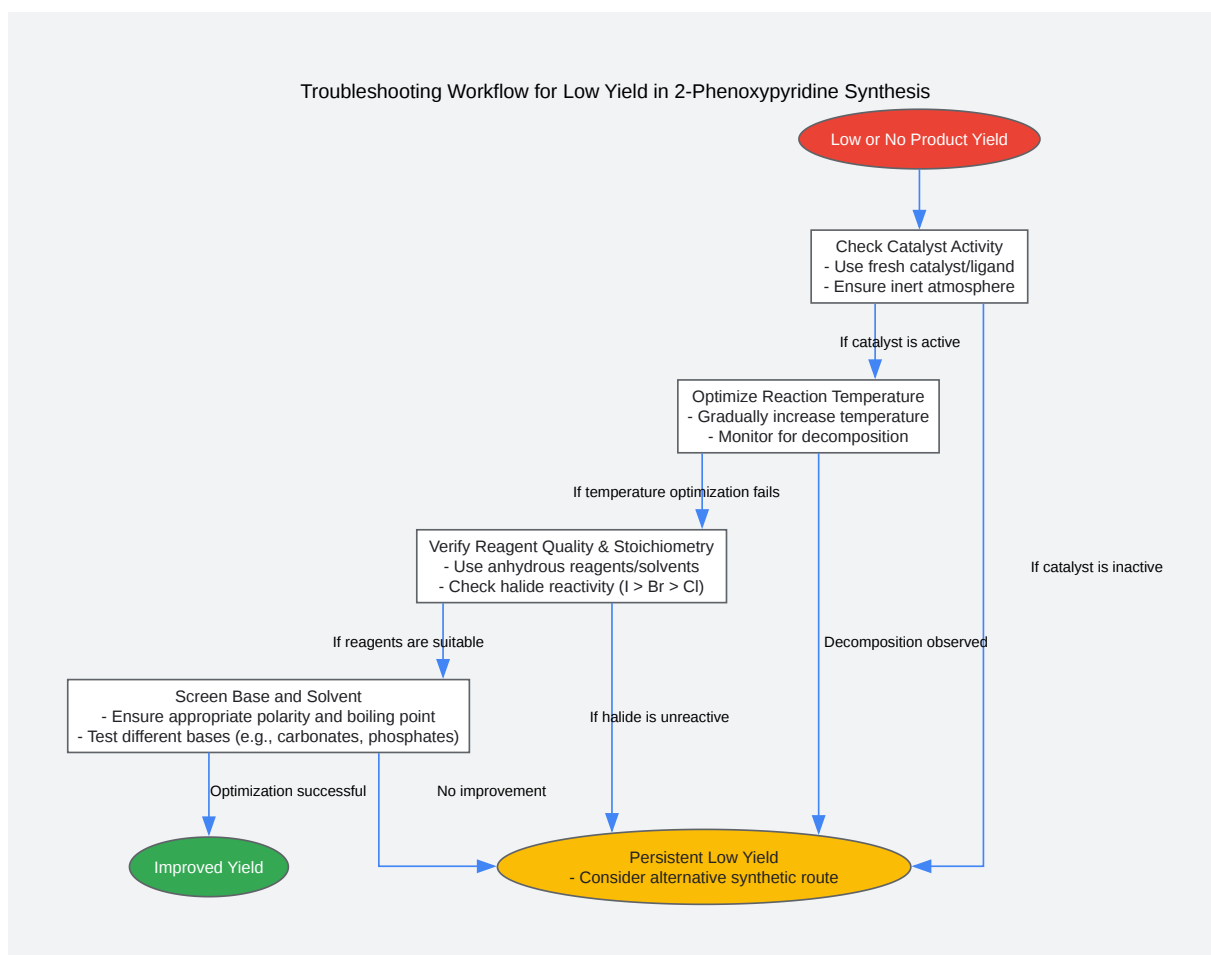 Troubleshooting Workflow for Low Yield in 2-Phenoxypyridine Synthesis
Low or No Product Yield
Check Catalyst Activity
- Use fresh catalyst/ligand
- Ensure inert atmosphere
If catalyst is active
Optimize Reaction Temperature
- Gradually increase temperature
- Monitor for decomposition
If temperature optimization fails
Verify Reagent Quality & Stoichiometry
- Use anhydrous reagents/solvents
- Check halide reactivity (I > Br > Cl)
If catalyst is inactive
If reagents are suitable
Decomposition observed
Screen Base and Solvent
- Ensure appropriate polarity and boiling point
- Test different bases (e.g., carbonates, phosphates)
If halide is unreactive
Optimization successful
No improvement
Improved Yield
Persistent Low Yield
- Consider alternative synthetic route